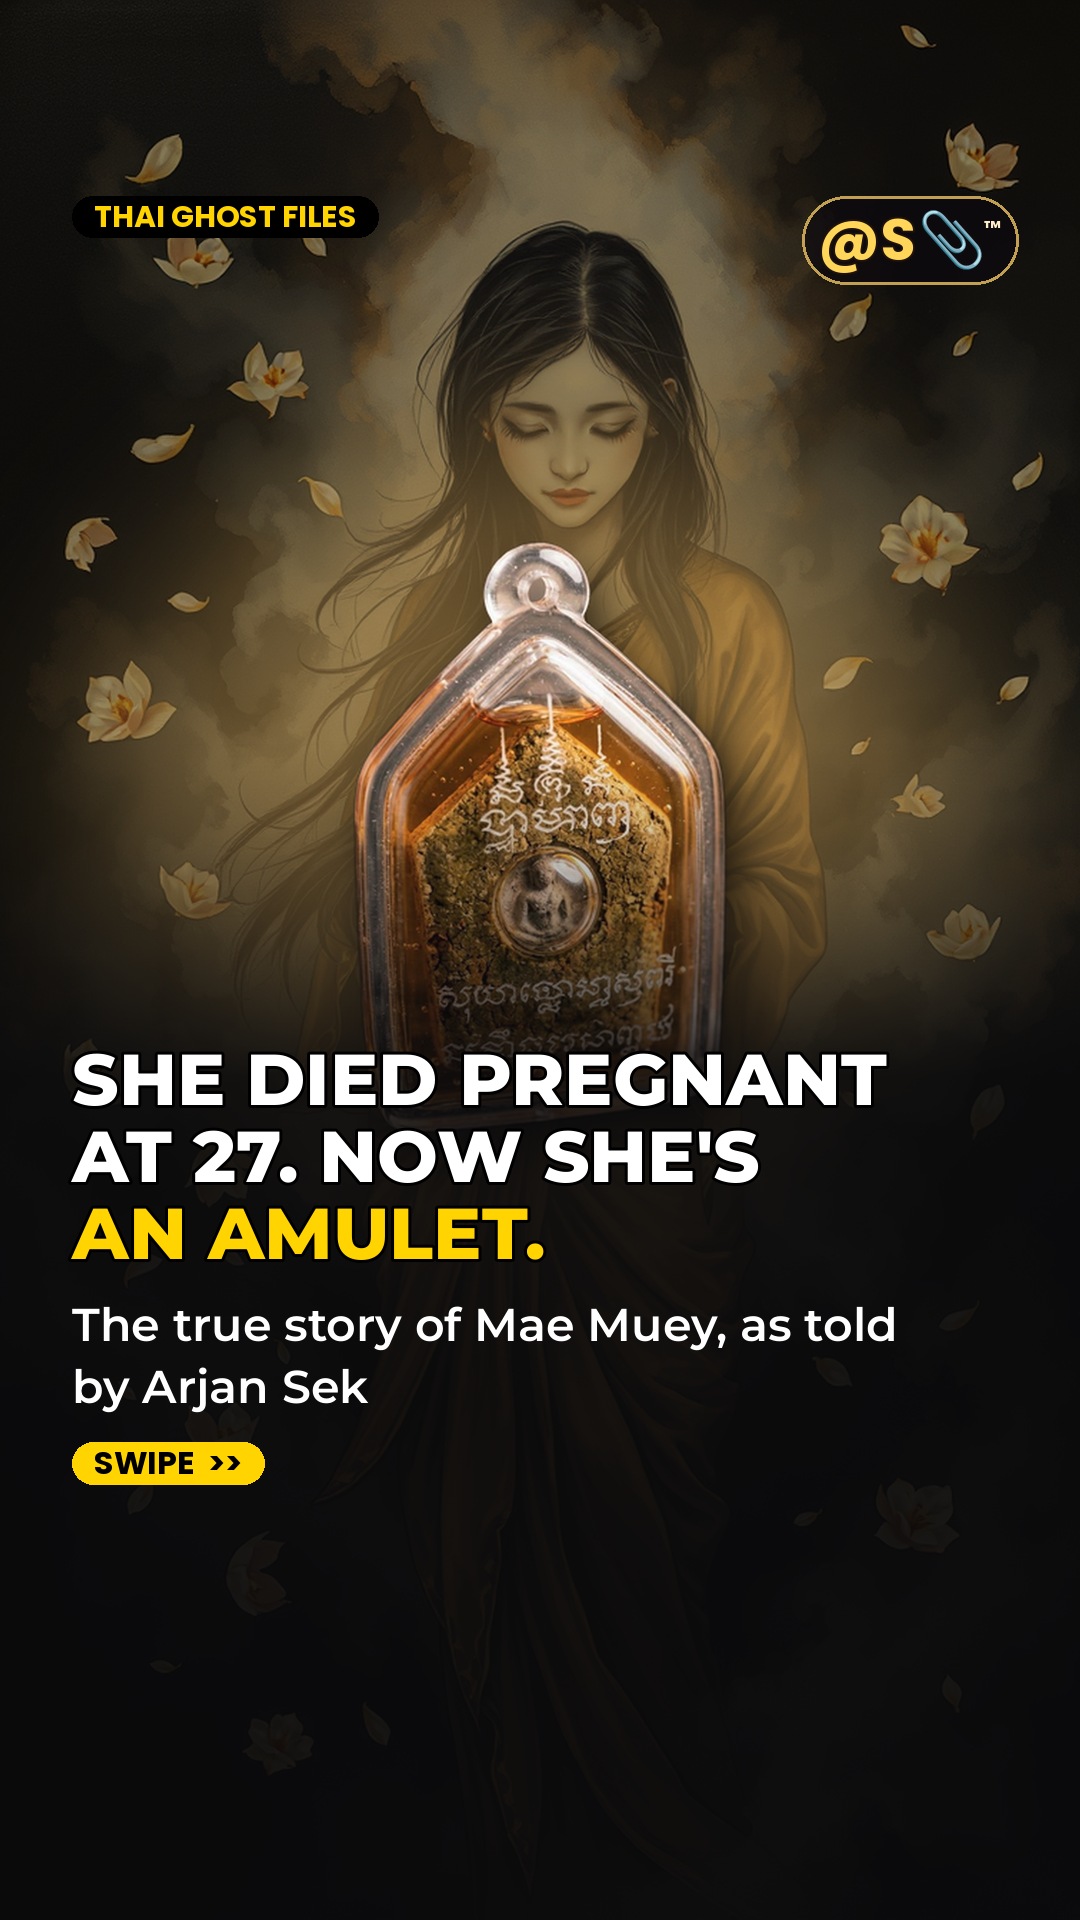 THAI GHOST FILES
@S📎™
SHE DIED PREGNANT
AT 27. NOW SHE'S
AN AMULET.
The true story of Mae Muey, as told
by Arjan Sek
SWIPE >>